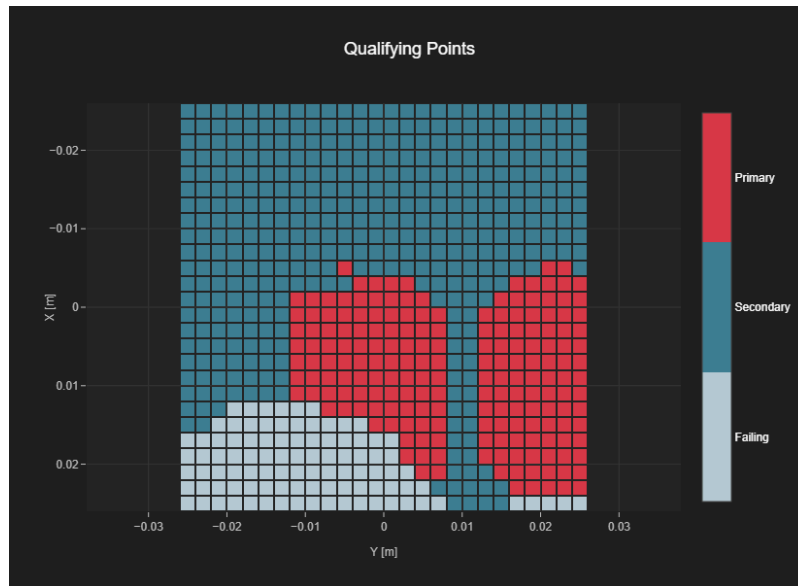 Qualifying Points
−0.02
−0.01
0
0.01
0.02
X [m]
−0.03
−0.02
−0.01
0
0.01
0.02
0.03
Y [m]
Primary
Secondary
Failing